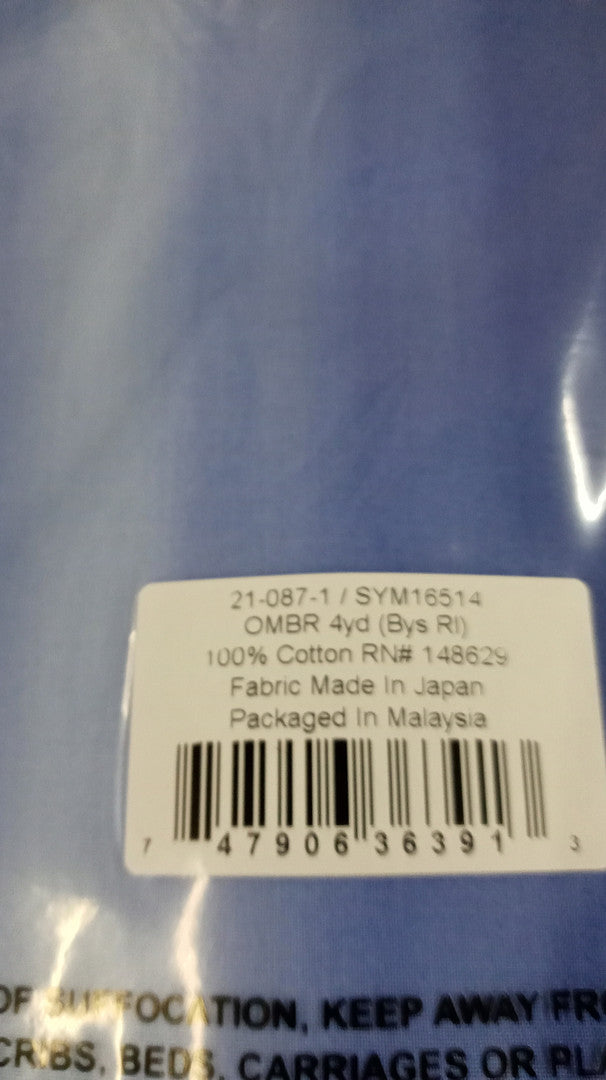 21-087-1 / SYM16514
OMBR 4yd (Bys Rl)
100% Cotton RN# 148629
Fabric Made In Japan
Packaged In Malaysia
7 47906 36391 3
OF SUFFOCATION, KEEP AWAY FR
CRIBS, BEDS, CARRIAGES OR PLA